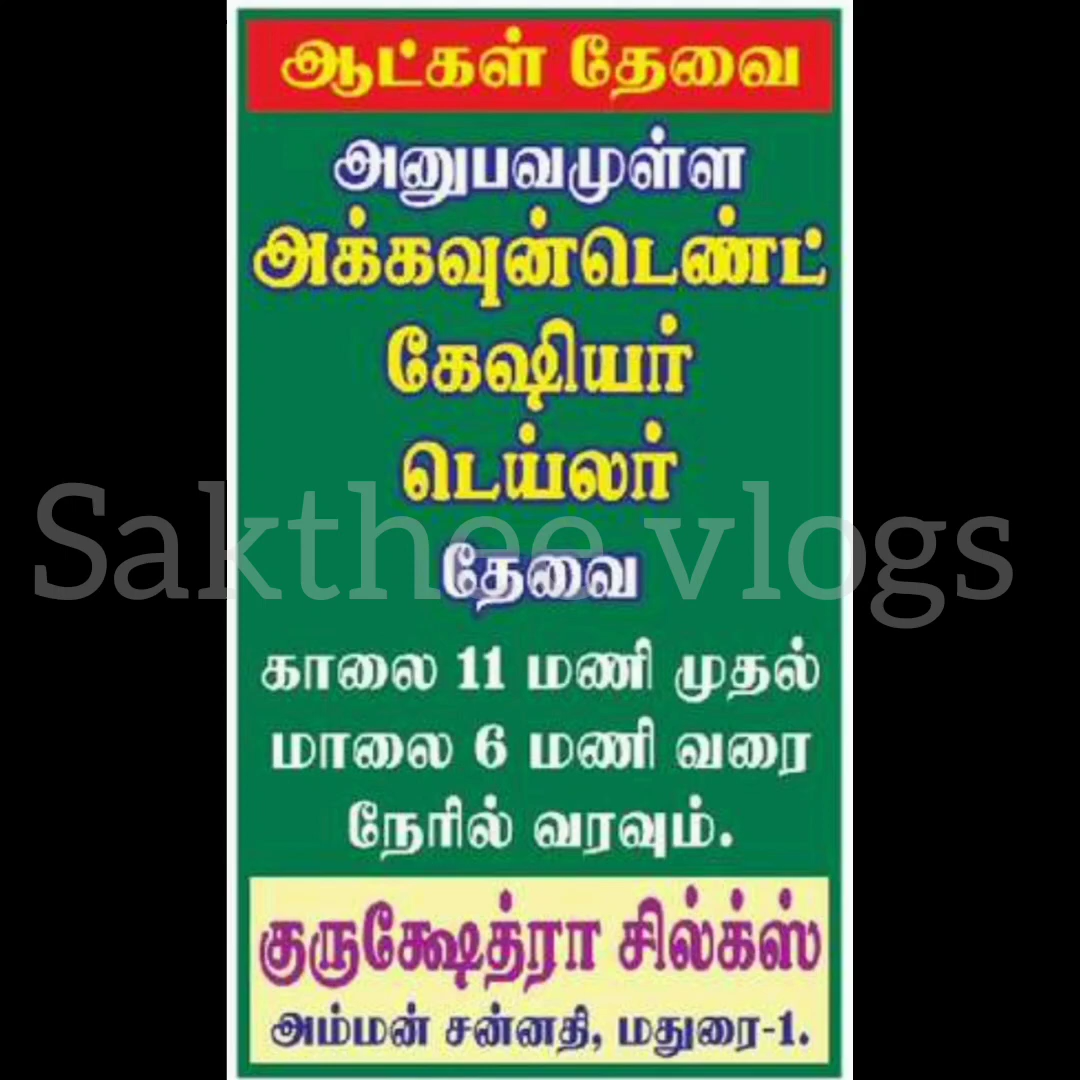 ஆட்கள் தேவை
அனுபவமுள்ள
அக்கவுன்டெண்ட்
கேஷியர்
டெய்லர்
Sakthee vlogs
தேவை
காலை 11 மணி முதல்
மாலை 6 மணி வரை
நேரில் வரவும்.
குருக்ஷேத்ரா சில்க்ஸ்
அம்மன் சன்னதி, மதுரை-1.